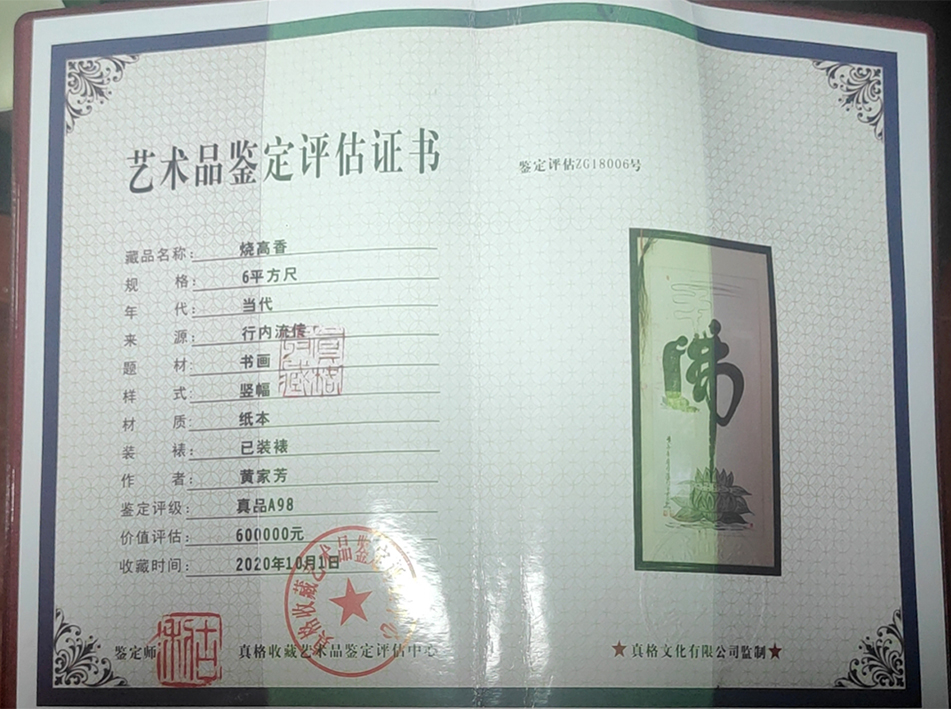 艺术品鉴定评估证书
鉴定评估ZG18006号
藏品名称：烧高香
规格：6平方尺
年代：当代
来源：行内流传
题材：书画
样式：竖幅
材质：纸本
装裱：已装裱
作者：黄家芳
鉴定评级：真品A98
价值评估：600000元
收藏时间：2020年10月1日
真格收藏
佛
鉴定师
真格收藏艺术品鉴定评估中心
★真格文化有限公司监制★